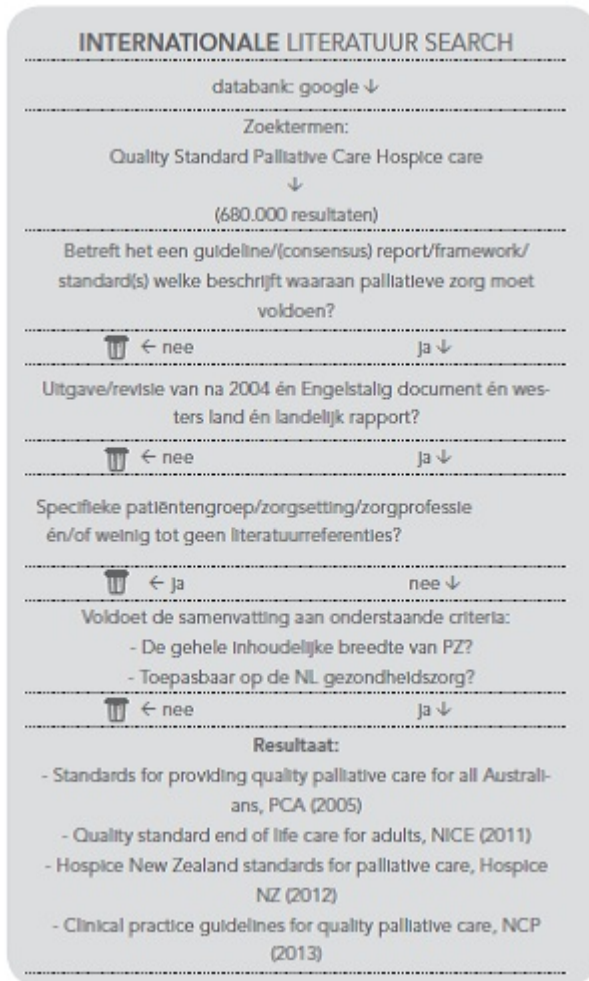 INTERNATIONALE LITERATUUR SEARCH
databank: google ↓
Zoektermen:
Quality Standard Palliative Care Hospice care
↓
(680.000 resultaten)
Betreft het een guideline/(consensus) report/framework/
standard(s) welke beschrijft waaraan palliatieve zorg moet
voldoen?
← nee ja ↓
Uitgave/revisie van na 2004 én Engelstalig document én wes-
ters land én landelijk rapport?
← nee ja ↓
Specifieke patiëntengroep/zorgsetting/zorgprofessie
én/of weinig tot geen literatuurreferenties?
← ja nee ↓
Voldoet de samenvatting aan onderstaande criteria:
- De gehele inhoudelijke breedte van PZ?
- Toepasbaar op de NL gezondheidszorg?
← nee ja ↓
Resultaat:
- Standards for providing quality palliative care for all Australi-
ans, PCA (2005)
- Quality standard end of life care for adults, NICE (2011)
- Hospice New Zealand standards for palliative care, Hospice
NZ (2012)
- Clinical practice guidelines for quality palliative care, NCP
(2013)